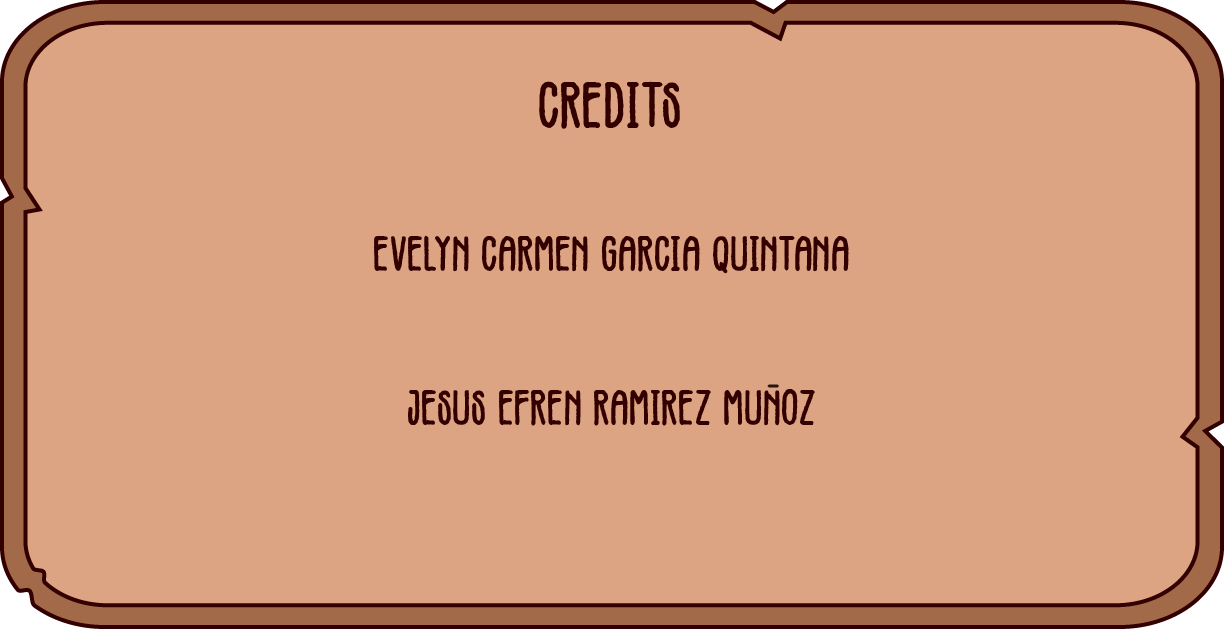 CREDITS
EVELYN CARMEN GARCIA QUINTANA
JESUS EFREN RAMIREZ MUÑOZ